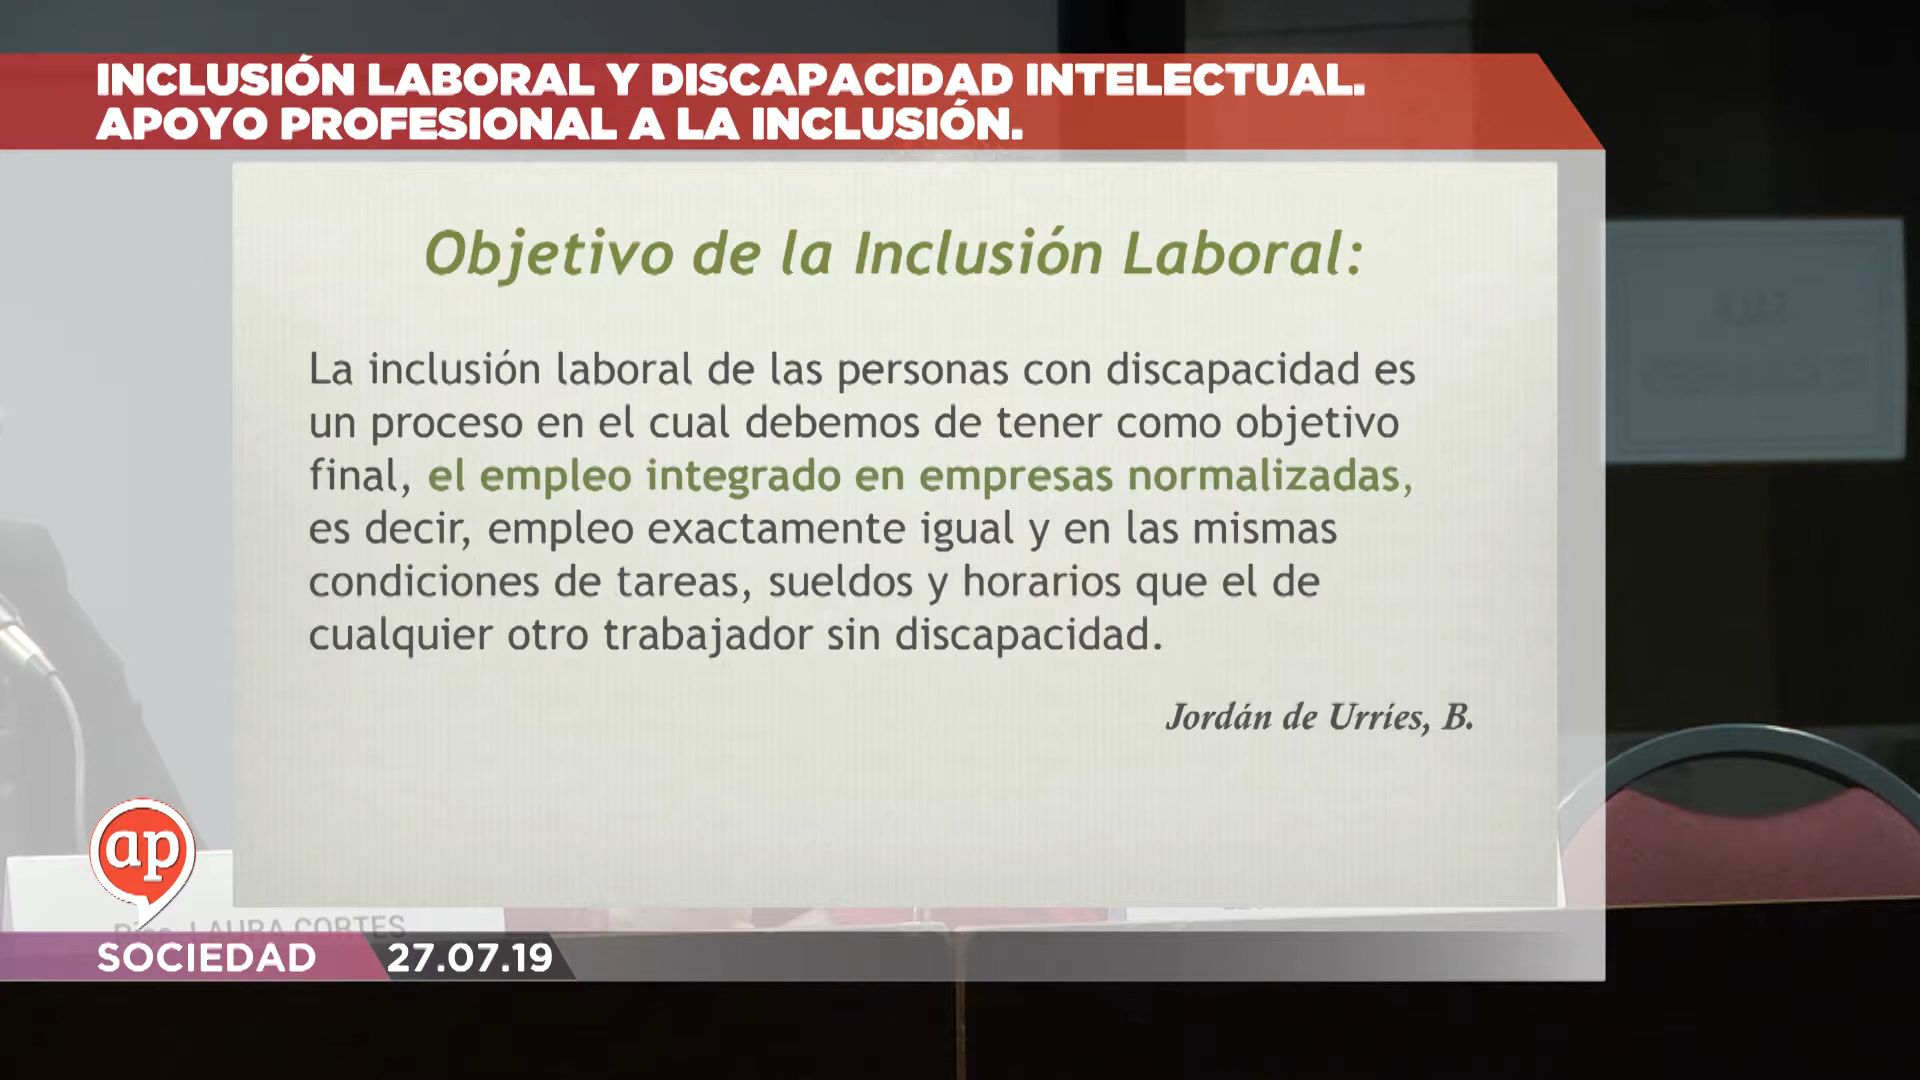 INCLUSIÓN LABORAL Y DISCAPACIDAD INTELECTUAL.
APOYO PROFESIONAL A LA INCLUSIÓN.
Objetivo de la Inclusión Laboral:
La inclusión laboral de las personas con discapacidad es
un proceso en el cual debemos de tener como objetivo
final, el empleo integrado en empresas normalizadas,
es decir, empleo exactamente igual y en las mismas
condiciones de tareas, sueldos y horarios que el de
cualquier otro trabajador sin discapacidad.
Jordán de Urríes, B.
ap
LAURA CORTES
SOCIEDAD 27.07.19